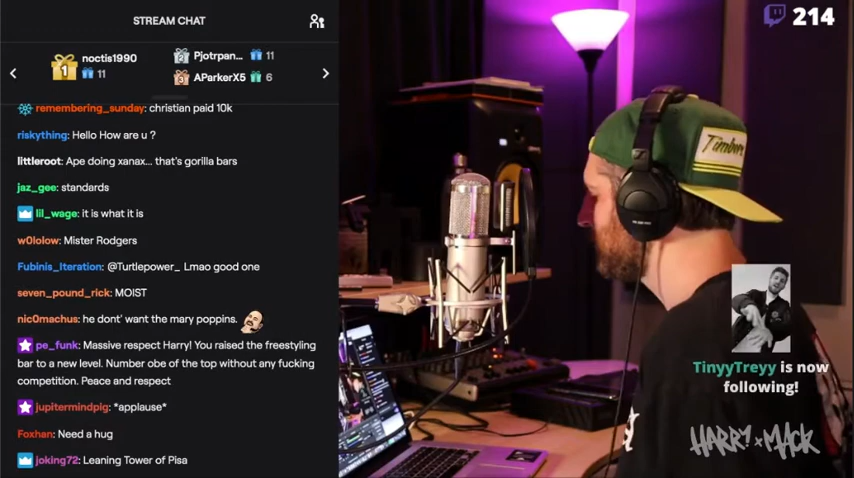 STREAM CHAT
214
1 noctis1990
11
2 Pjotrpan... 11
3 AParkerX5 6
remembering_sunday: christian paid 10k
riskything: Hello How are u ?
littleroot: Ape doing xanax... that's gorilla bars
jaz_gee: standards
lil_wage: it is what it is
w0lolow: Mister Rodgers
Fubinis_Iteration: @Turtlepower_ Lmao good one
seven_pound_rick: MOIST
nic0machus: he dont' want the mary poppins.
pe_funk: Massive respect Harry! You raised the freestyling
bar to a new level. Number obe of the top without any fucking
competition. Peace and respect
jupitermindpig: *applause*
Foxhan: Need a hug
joking72: Leaning Tower of Pisa
Timbers
TinyyTreyy is now
following!
HARRY x MACK